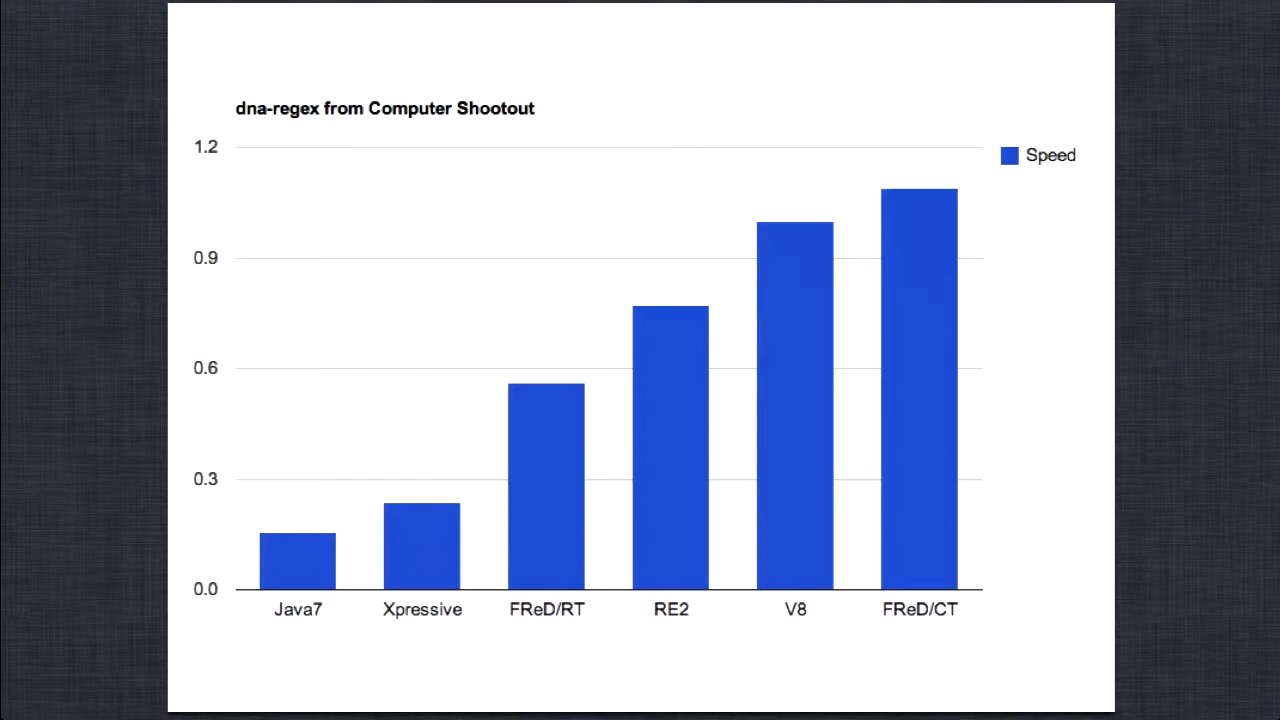 dna-regex from Computer Shootout
1.2
Speed
0.9
0.6
0.3
0.0
Java7 Xpressive FReD/RT RE2 V8 FReD/CT